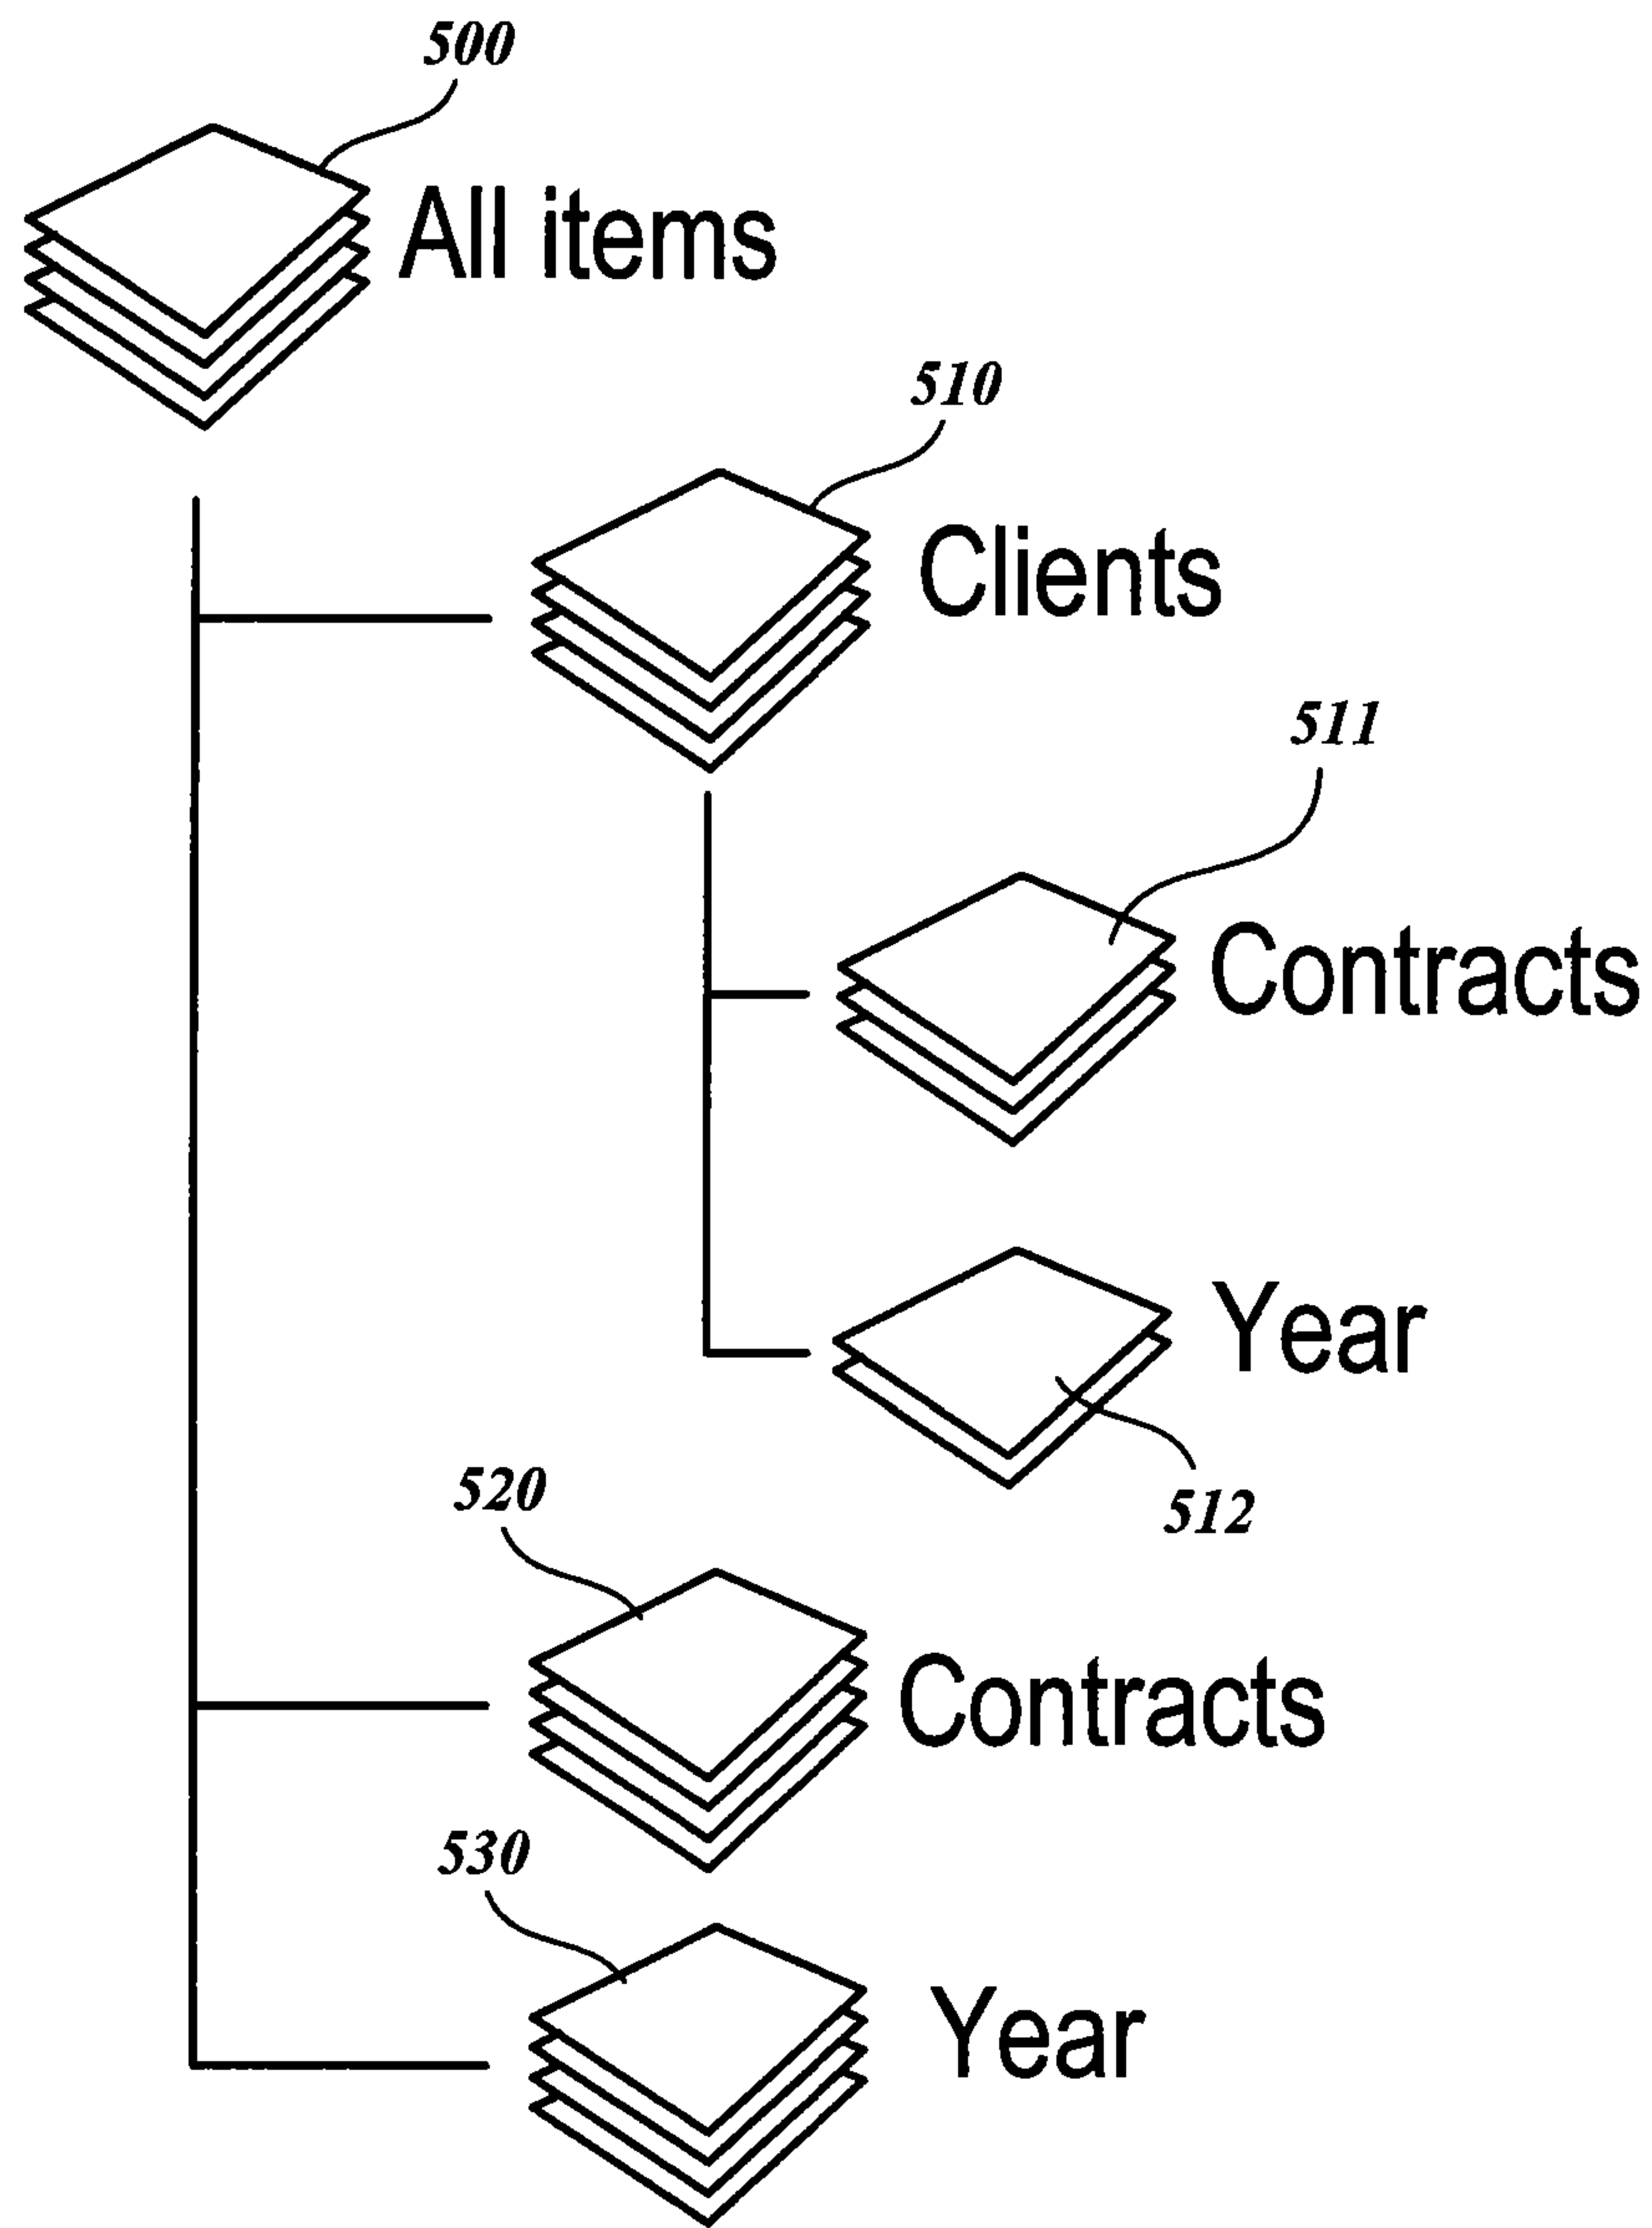 500
All items
510
Clients
511
Contracts
Year
512
520
Contracts
530
Year